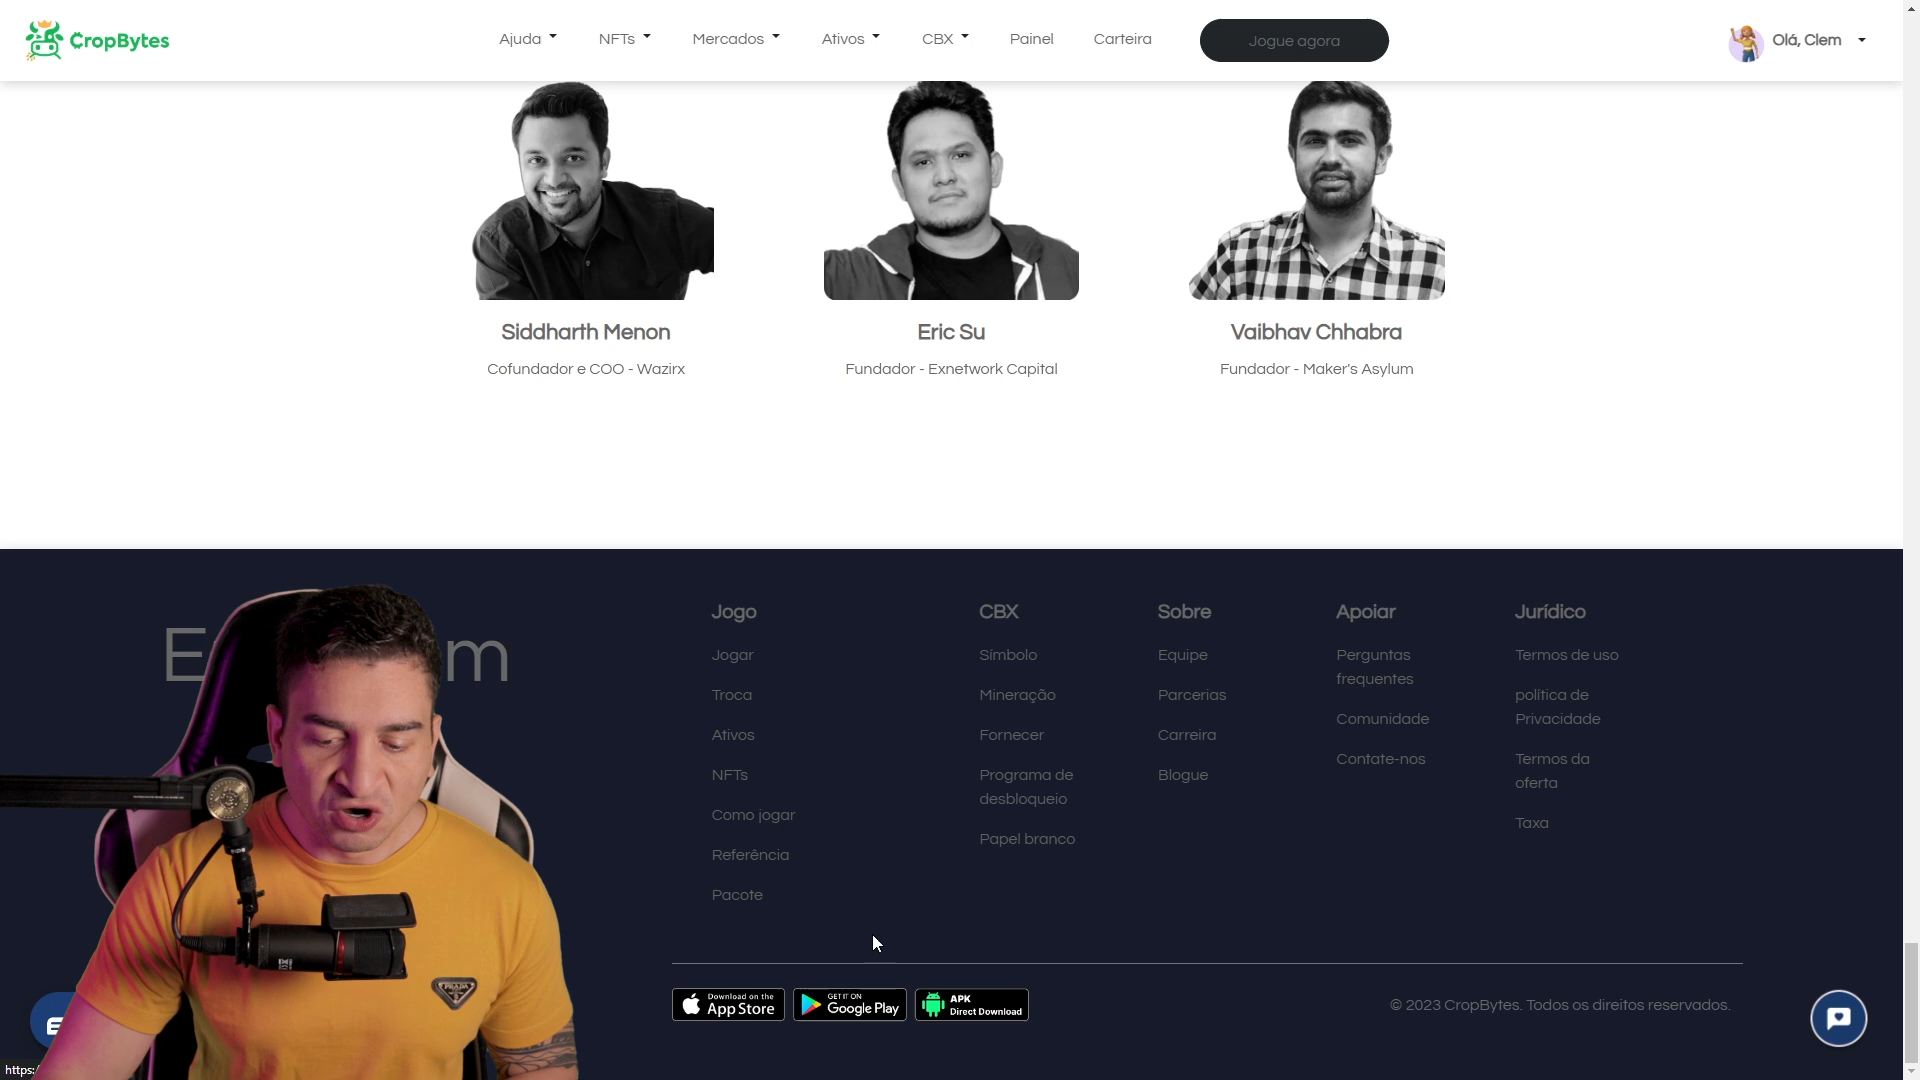 CropBytes
Ajuda
NFTs
Mercados
Ativos
CBX
Painel
Carteira
Jogue agora
Olá, Clem
Siddharth Menon
Cofundador e COO - Wazirx
Eric Su
Fundador - Exnetwork Capital
Vaibhav Chhabra
Fundador - Maker's Asylum
Jogo
Jogar
Troca
Ativos
NFTs
Como jogar
Referência
Pacote
CBX
Símbolo
Mineração
Fornecer
Programa de
desbloqueio
Papel branco
Sobre
Equipe
Parcerias
Carreira
Blogue
Apoiar
Perguntas
frequentes
Comunidade
Contate-nos
Jurídico
Termos de uso
política de
Privacidade
Termos da
oferta
Taxa
PRADA
Download on the
App Store
GET IT ON
Google Play
APK
Direct Download
© 2023 CropBytes. Todos os direitos reservados.
https:/